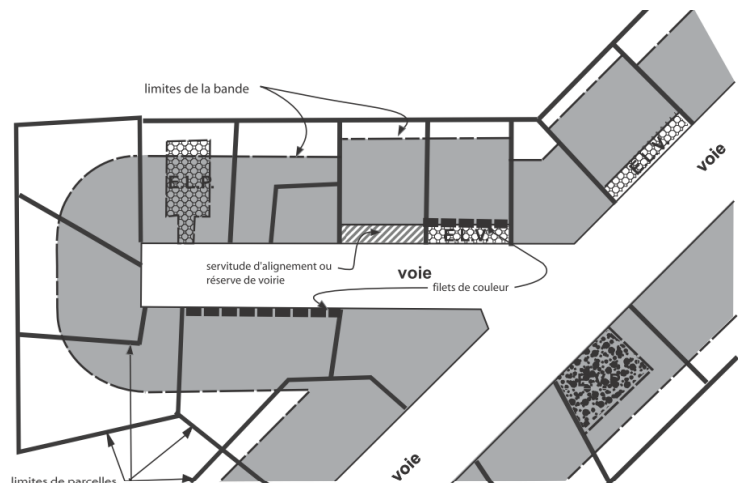 limites de la bande
E.L.P.
E.L.V.
voie
E.L.V.
servitude d'alignement ou
réserve de voirie
voie
filets de couleur
voie
limites de parcelles